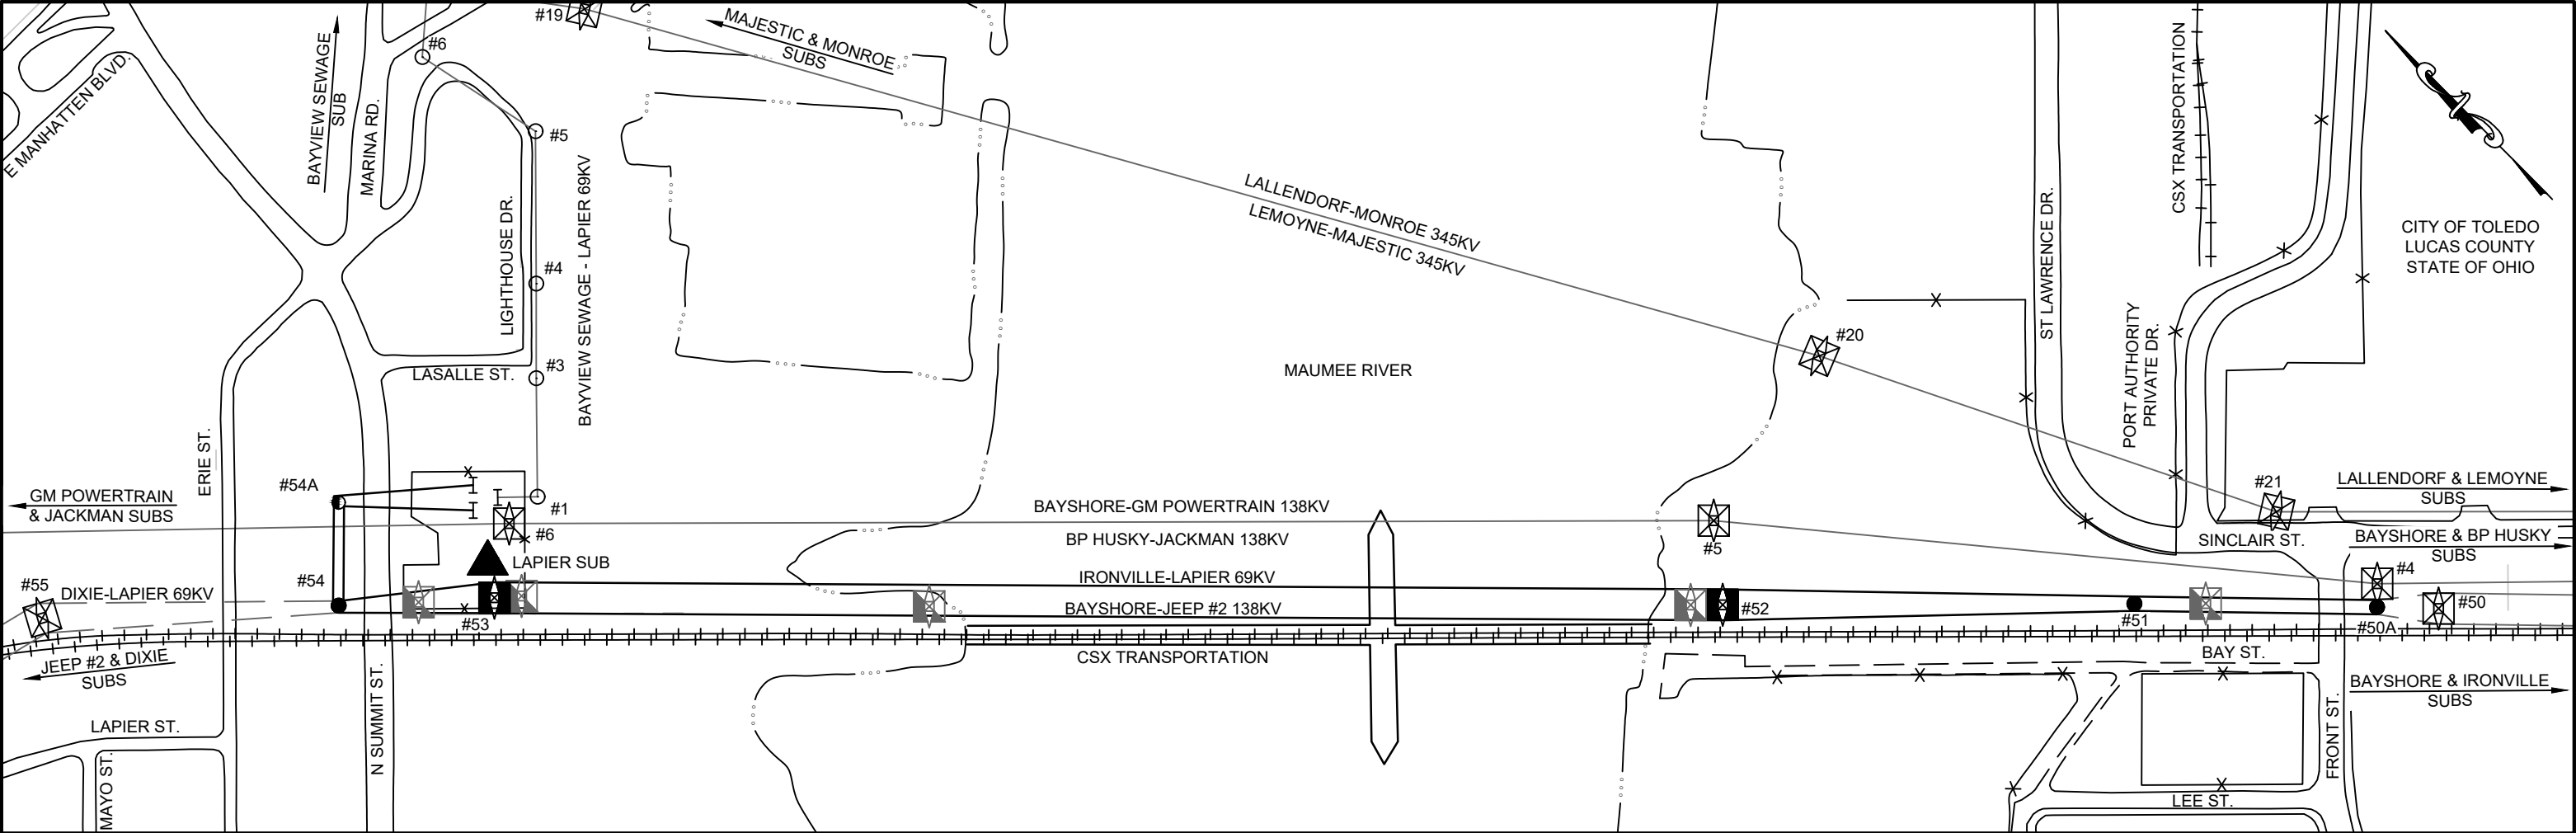 #19
MAJESTIC & MONROE
SUBS
#6
E MANHATTEN BLVD.
BAYVIEW SEWAGE
SUB
MARINA RD.
#5
BAYVIEW SEWAGE - LAPIER 69KV
LIGHTHOUSE DR.
#4
#3
LASALLE ST.
LALLENDORF-MONROE 345KV
LEMOYNE-MAJESTIC 345KV
MAUMEE RIVER
#20
ST LAWRENCE DR.
CSX TRANSPORTATION
PORT AUTHORITY
PRIVATE DR.
CITY OF TOLEDO
LUCAS COUNTY
STATE OF OHIO
ERIE ST.
#54A
GM POWERTRAIN
& JACKMAN SUBS
#1
#6
LAPIER SUB
BAYSHORE-GM POWERTRAIN 138KV
BP HUSKY-JACKMAN 138KV
#5
#21
LALLENDORF & LEMOYNE
SUBS
SINCLAIR ST.
BAYSHORE & BP HUSKY
SUBS
#55
DIXIE-LAPIER 69KV
#54
#53
IRONVILLE-LAPIER 69KV
BAYSHORE-JEEP #2 138KV
#52
#51
#4
#50
#50A
JEEP #2 & DIXIE
SUBS
CSX TRANSPORTATION
BAY ST.
BAYSHORE & IRONVILLE
SUBS
LAPIER ST.
MAYO ST.
N SUMMIT ST.
FRONT ST.
LEE ST.